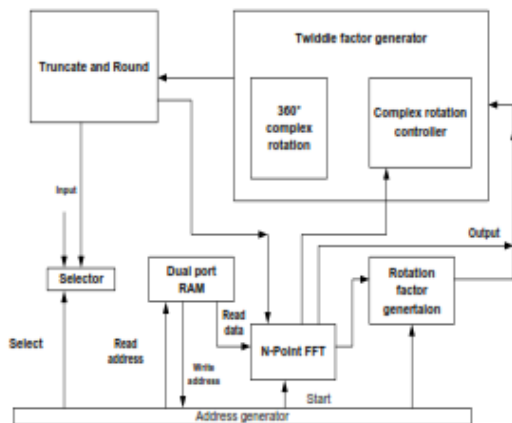 Twiddle factor generator
Truncate and Round
360°
complex
rotation
Complex rotation
controller
Input
Output
Selector
Dual port
RAM
Rotation
factor
genertaion
Select
Read
address
Write
address
Read
data
N-Point FFT
Start
Address generator